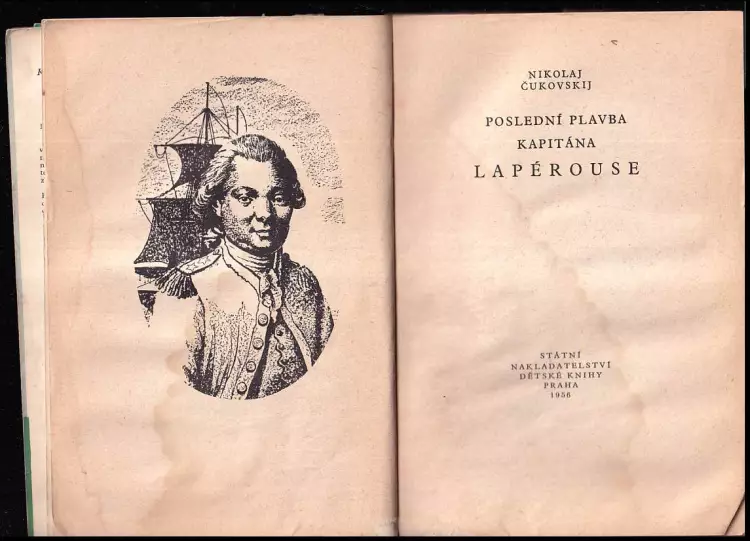 NIKOLAJ
ČUKOVSKIJ
POSLEDNÍ PLAVBA
KAPITÁNA
LAPÉROUSE
STÁTNÍ
NAKLADATELSTVÍ
DĚTSKÉ KNIHY
PRAHA
1956